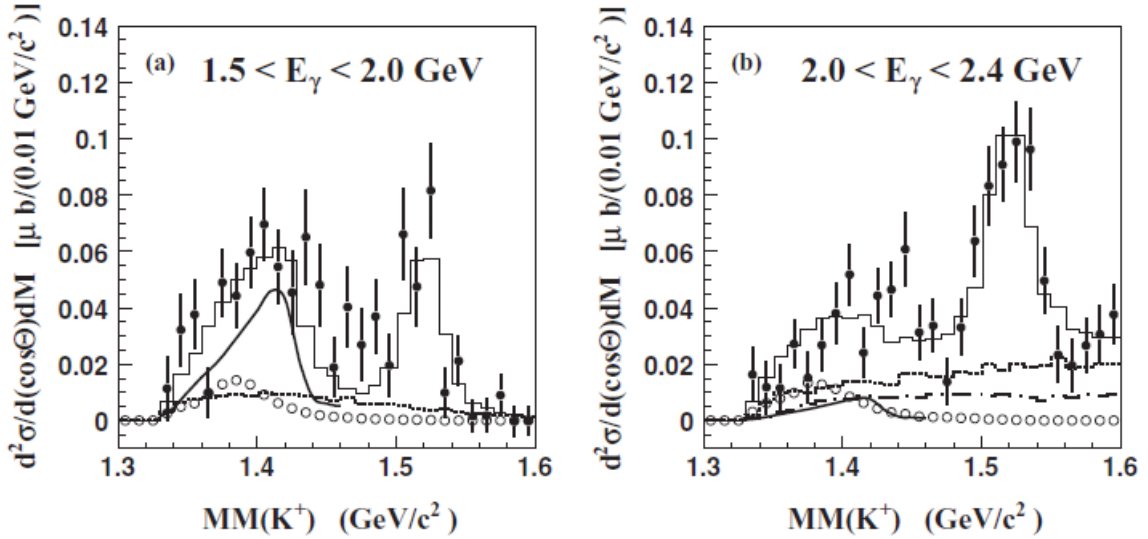 d²σ/d(cosΘ)dM [μ b/(0.01 GeV/c²)]
0.14
0.12
0.1
0.08
0.06
0.04
0.02
0
(a)
1.5 < Eγ < 2.0 GeV
1.3 1.4 1.5 1.6
MM(K⁺) (GeV/c²)
d²σ/d(cosΘ)dM [μ b/(0.01 GeV/c²)]
0.14
0.12
0.1
0.08
0.06
0.04
0.02
0
(b)
2.0 < Eγ < 2.4 GeV
1.3 1.4 1.5 1.6
MM(K⁺) (GeV/c²)